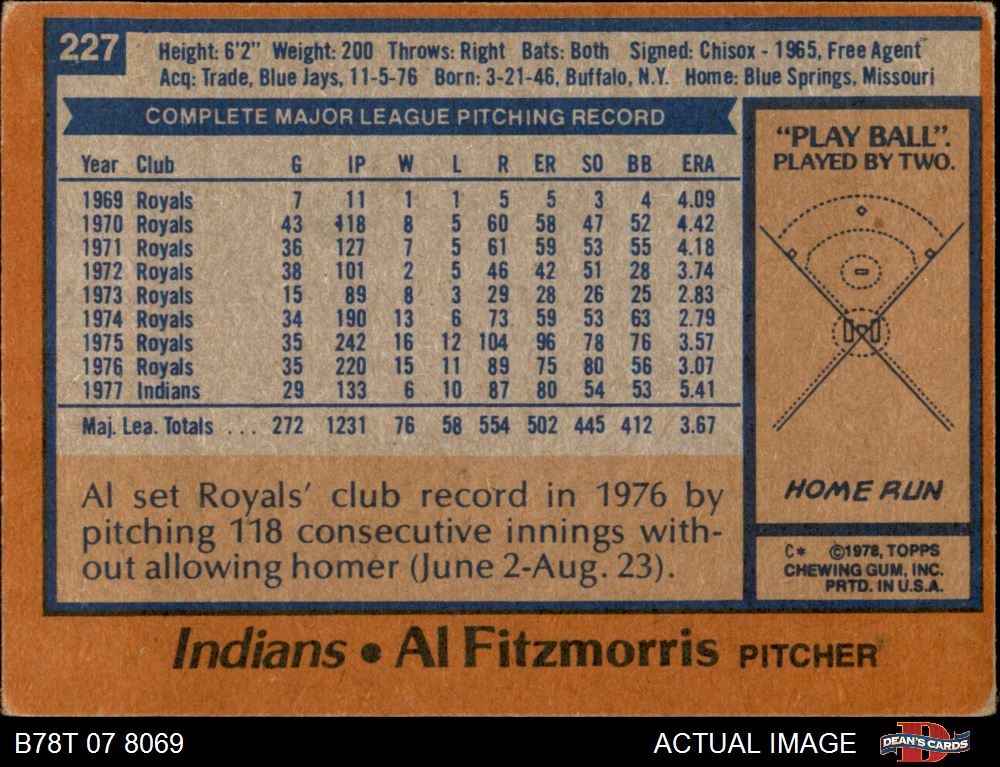 227
Height: 6'2" Weight: 200 Throws: Right Bats: Both Signed: Chisox - 1965, Free Agent
Acq: Trade, Blue Jays, 11-5-76 Born: 3-21-46, Buffalo, N.Y. Home: Blue Springs, Missouri
COMPLETE MAJOR LEAGUE PITCHING RECORD
Year Club G IP W L R ER SO BB ERA
1969 Royals 7 11 1 1 5 5 3 4 4.09
1970 Royals 43 118 8 5 60 58 47 52 4.42
1971 Royals 36 127 7 5 61 59 53 55 4.18
1972 Royals 38 101 2 5 46 42 51 28 3.74
1973 Royals 15 89 8 3 29 28 26 25 2.83
1974 Royals 34 190 13 6 73 59 53 63 2.79
1975 Royals 35 242 16 12 104 96 78 76 3.57
1976 Royals 35 220 15 11 89 75 80 56 3.07
1977 Indians 29 133 6 10 87 80 54 53 5.41
Maj. Lea. Totals ... 272 1231 76 58 554 502 445 412 3.67
Al set Royals' club record in 1976 by
pitching 118 consecutive innings with-
out allowing homer (June 2-Aug. 23).
"PLAY BALL".
PLAYED BY TWO.
HOME RUN
C* ©1978, TOPPS
CHEWING GUM, INC.
PRTD. IN U.S.A.
Indians • Al Fitzmorris PITCHER
B78T 07 8069
ACTUAL IMAGE
DEAN'S CARDS